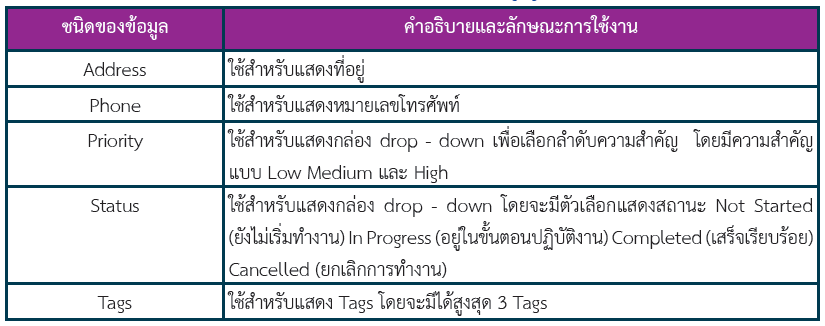 ชนิดของข้อมูล คำอธิบายและลักษณะการใช้งาน
Address ใช้สำหรับแสดงที่อยู่
Phone ใช้สำหรับแสดงหมายเลขโทรศัพท์
Priority ใช้สำหรับแสดงกล่อง drop - down เพื่อเลือกลำดับความสำคัญ โดยมีความสำคัญ
แบบ Low Medium และ High
Status ใช้สำหรับแสดงกล่อง drop - down โดยจะมีตัวเลือกแสดงสถานะ Not Started
(ยังไม่เริ่มทำงาน) In Progress (อยู่ในขั้นตอนปฏิบัติงาน) Completed (เสร็จเรียบร้อย)
Cancelled (ยกเลิกการทำงาน)
Tags ใช้สำหรับแสดง Tags โดยจะมีได้สูงสุด 3 Tags